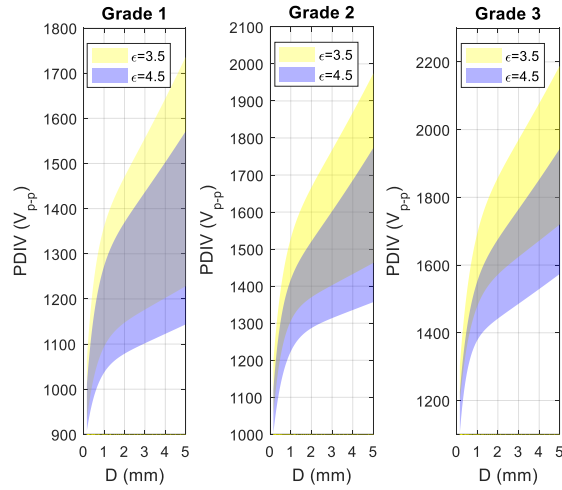 Grade 1
1800
1700
1600
1500
1400
1300
1200
1100
1000
900
PDIV (Vp-p)
ϵ=3.5
ϵ=4.5
0 1 2 3 4 5
D (mm)
Grade 2
2100
2000
1900
1800
1700
1600
1500
1400
1300
1200
1100
1000
PDIV (Vp-p)
ϵ=3.5
ϵ=4.5
0 1 2 3 4 5
D (mm)
Grade 3
2200
2000
1800
1600
1400
1200
PDIV (Vp-p)
ϵ=3.5
ϵ=4.5
0 1 2 3 4 5
D (mm)